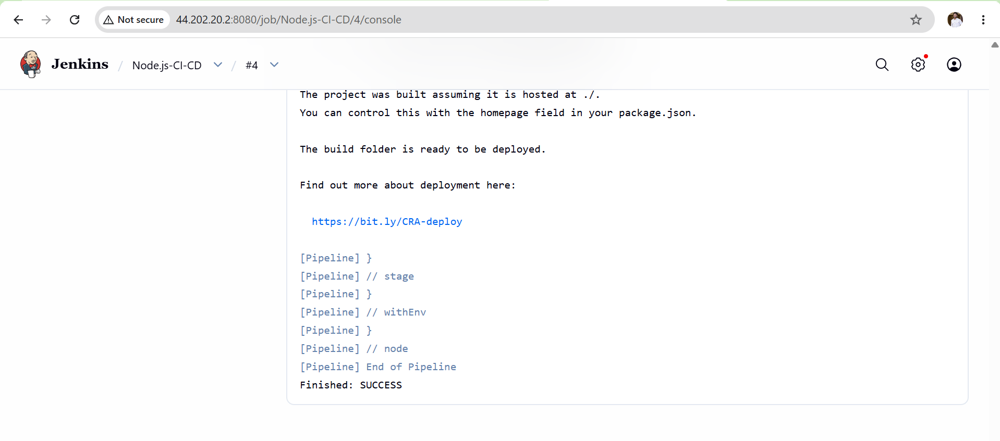 Not secure 44.202.20.2:8080/job/Node.js-CI-CD/4/console
Jenkins / Node.js-CI-CD / #4
The project was built assuming it is hosted at ./.
You can control this with the homepage field in your package.json.
The build folder is ready to be deployed.
Find out more about deployment here:
https://bit.ly/CRA-deploy
[Pipeline] }
[Pipeline] // stage
[Pipeline] }
[Pipeline] // withEnv
[Pipeline] }
[Pipeline] // node
[Pipeline] End of Pipeline
Finished: SUCCESS